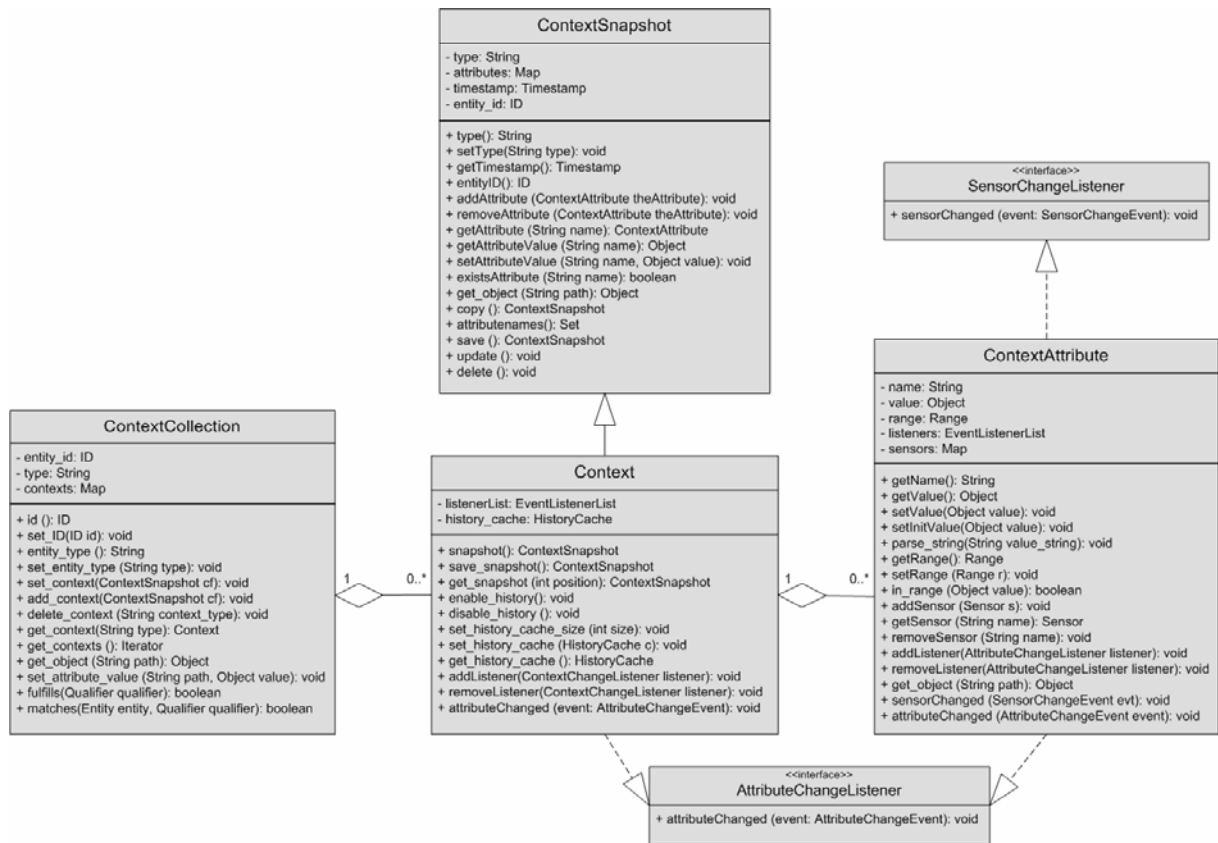 ContextSnapshot
- type: String
- attributes: Map
- timestamp: Timestamp
- entity_id: ID
+ type(): String
+ setType(String type): void
+ getTimestamp(): Timestamp
+ entityID(): ID
+ addAttribute (ContextAttribute theAttribute): void
+ removeAttribute (ContextAttribute theAttribute): void
+ getAttribute (String name): ContextAttribute
+ getAttributeValue (String name): Object
+ setAttributeValue (String name, Object value): void
+ existsAttribute (String name): boolean
+ get_object (String path): Object
+ copy (): ContextSnapshot
+ attributenames(): Set
+ save (): ContextSnapshot
+ update (): void
+ delete (): void
<<interface>>
SensorChangeListener
+ sensorChanged (event: SensorChangeEvent): void
ContextCollection
- entity_id: ID
- type: String
- contexts: Map
+ id (): ID
+ set_ID(ID id): void
+ entity_type (): String
+ set_entity_type (String type): void
+ set_context(ContextSnapshot cf): void
+ add_context(ContextSnapshot cf): void
+ delete_context (String context_type): void
+ get_context(String type): Context
+ get_contexts (): Iterator
+ get_object (String path): Object
+ set_attribute_value (String path, Object value): void
+ fulfills(Qualifier qualifier): boolean
+ matches(Entity entity, Qualifier qualifier): boolean
1
0..*
Context
- listenerList: EventListenerList
- history_cache: HistoryCache
+ snapshot(): ContextSnapshot
+ save_snapshot(): ContextSnapshot
+ get_snapshot (int position): ContextSnapshot
+ enable_history(): void
+ disable_history (): void
+ set_history_cache_size (int size): void
+ set_history_cache (HistoryCache c): void
+ get_history_cache (): HistoryCache
+ addListener(ContextChangeListener listener): void
+ removeListener(ContextChangeListener listener): void
+ attributeChanged (event: AttributeChangeEvent): void
1
0..*
ContextAttribute
- name: String
- value: Object
- range: Range
- listeners: EventListenerList
- sensors: Map
+ getName(): String
+ getValue(): Object
+ setValue(Object value): void
+ setInitValue(Object value): void
+ parse_string(String value_string): void
+ getRange(): Range
+ setRange (Range r): void
+ in_range (Object value): boolean
+ addSensor (Sensor s): void
+ getSensor (String name): Sensor
+ removeSensor (String name): void
+ addListener(AttributeChangeListener listener): void
+ removeListener(AttributeChangeListener listener): void
+ get_object (String path): Object
+ sensorChanged (SensorChangeEvent evt): void
+ attributeChanged (AttributeChangeEvent event): void
<<interface>>
AttributeChangeListener
+ attributeChanged (event: AttributeChangeEvent): void